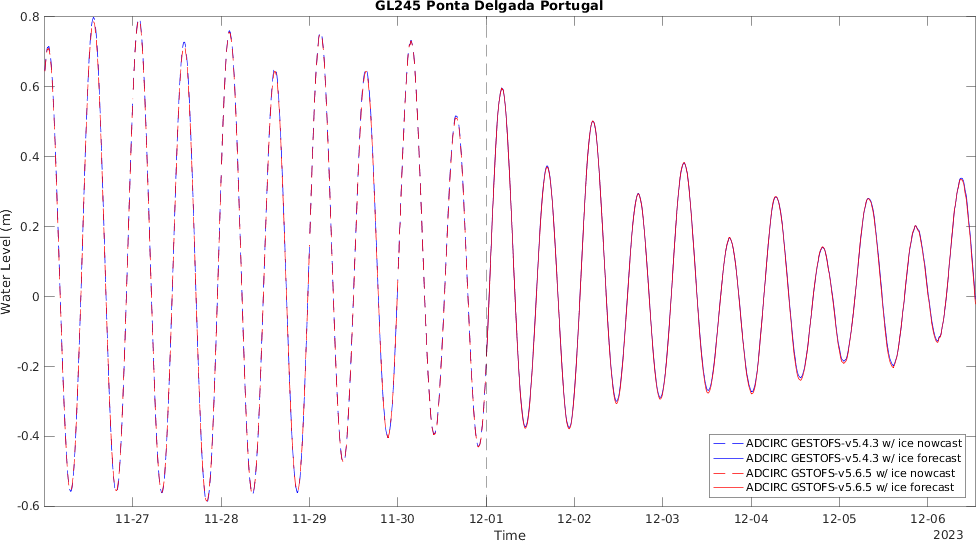 GL245 Ponta Delgada Portugal
0.8
0.6
0.4
0.2
0
-0.2
-0.4
-0.6
Water Level (m)
11-27 11-28 11-29 11-30 12-01 12-02 12-03 12-04 12-05 12-06
Time
2023
ADCIRC GESTOFS-v5.4.3 w/ ice nowcast
ADCIRC GESTOFS-v5.4.3 w/ ice forecast
ADCIRC GSTOFS-v5.6.5 w/ ice nowcast
ADCIRC GSTOFS-v5.6.5 w/ ice forecast